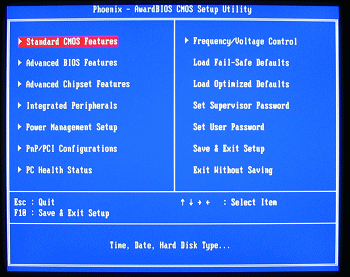 Phoenix - AwardBIOS CMOS Setup Utility
Standard CMOS Features
Advanced BIOS Features
Advanced Chipset Features
Integrated Peripherals
Power Management Setup
PnP/PCI Configurations
PC Health Status
Frequency/Voltage Control
Load Fail-Safe Defaults
Load Optimized Defaults
Set Supervisor Password
Set User Password
Save & Exit Setup
Exit Without Saving
Esc : Quit
F10 : Save & Exit Setup
↑ ↓ → ← : Select Item
Time, Date, Hard Disk Type...